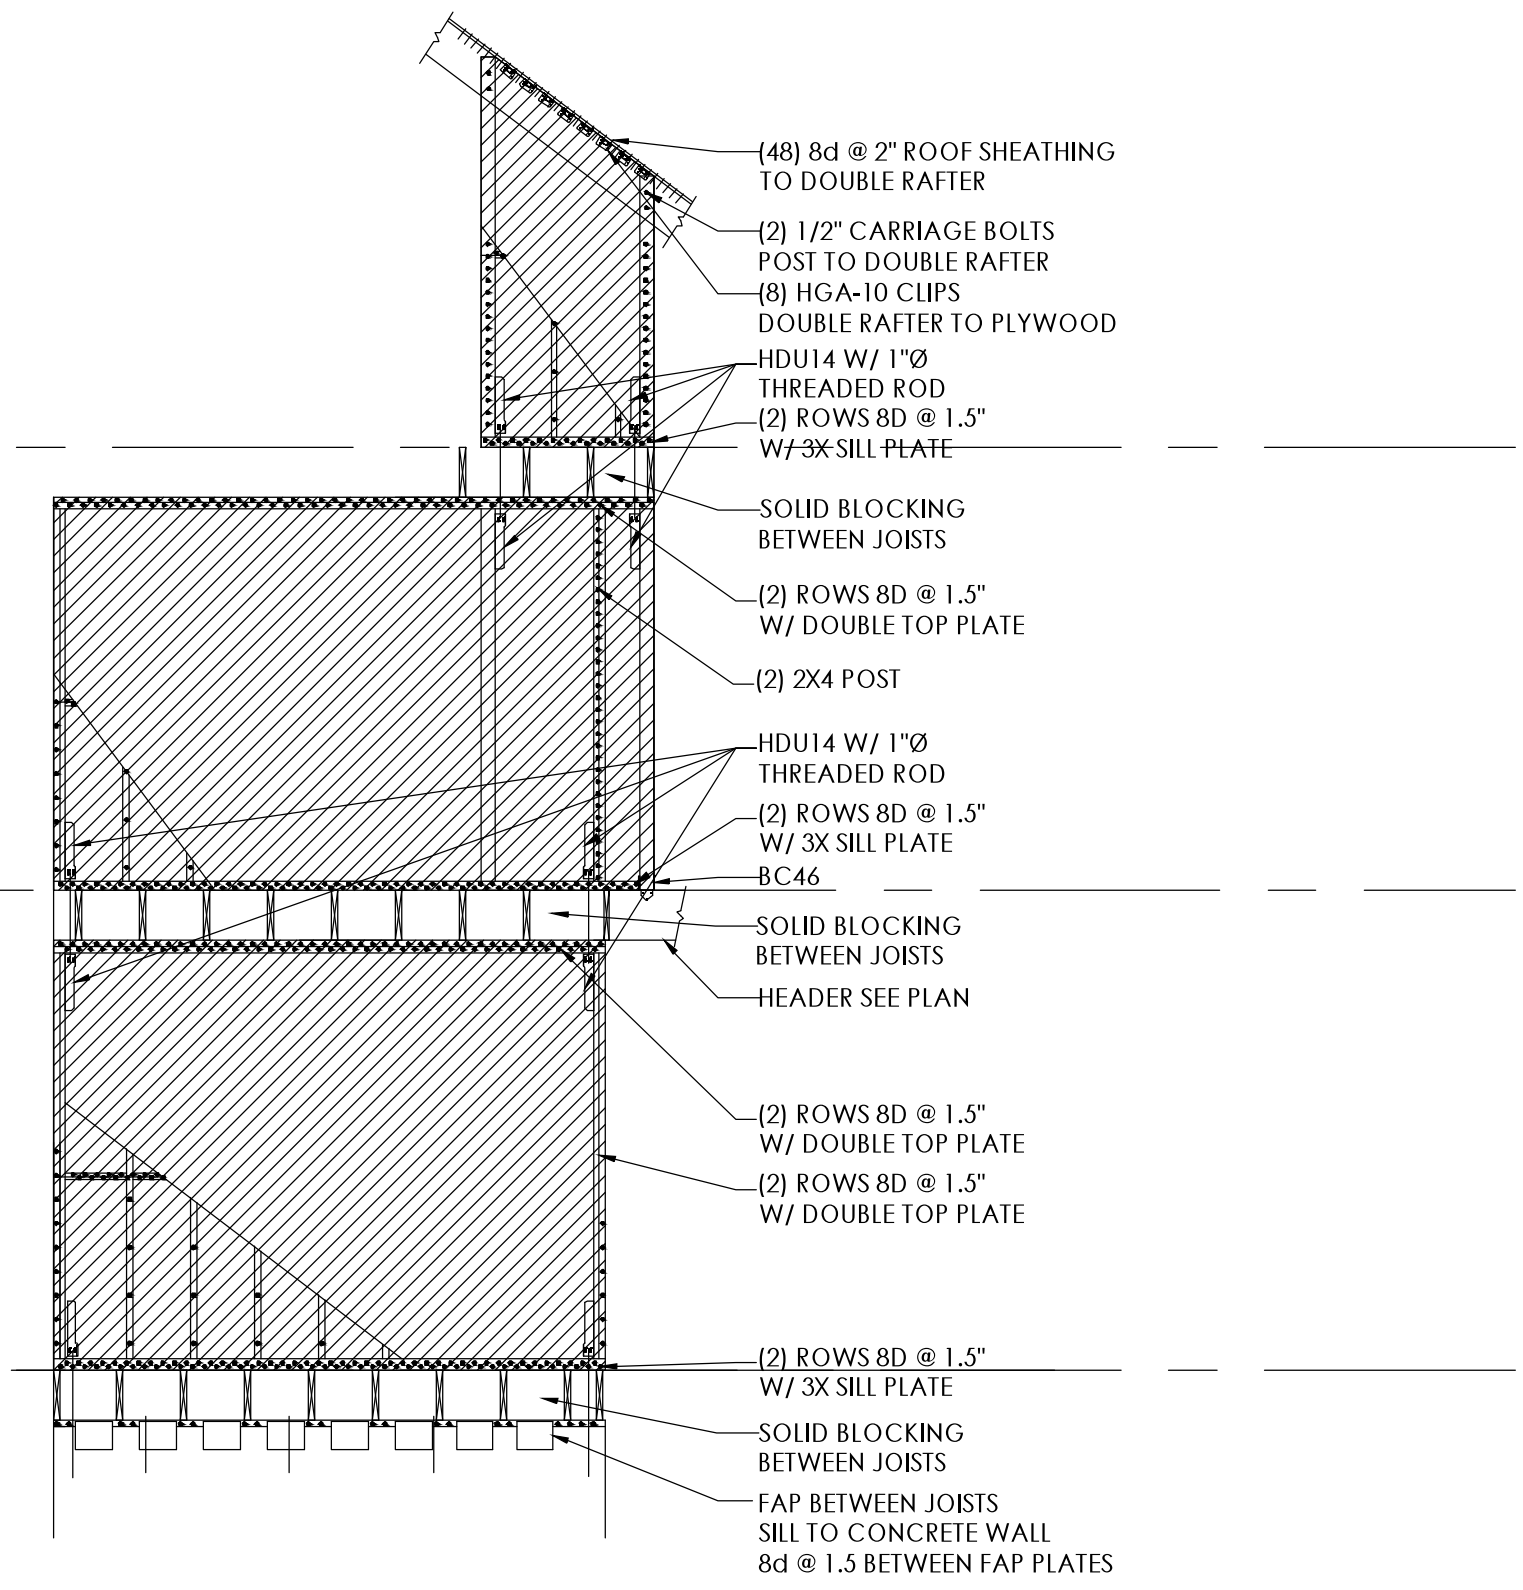 (48) 8d @ 2" ROOF SHEATHING
TO DOUBLE RAFTER
(2) 1/2" CARRIAGE BOLTS
POST TO DOUBLE RAFTER
(8) HGA-10 CLIPS
DOUBLE RAFTER TO PLYWOOD
HDU14 W/ 1"Ø
THREADED ROD
(2) ROWS 8D @ 1.5"
W/ 3X SILL PLATE
SOLID BLOCKING
BETWEEN JOISTS
(2) ROWS 8D @ 1.5"
W/ DOUBLE TOP PLATE
(2) 2X4 POST
HDU14 W/ 1"Ø
THREADED ROD
(2) ROWS 8D @ 1.5"
W/ 3X SILL PLATE
BC46
SOLID BLOCKING
BETWEEN JOISTS
HEADER SEE PLAN
(2) ROWS 8D @ 1.5"
W/ DOUBLE TOP PLATE
(2) ROWS 8D @ 1.5"
W/ DOUBLE TOP PLATE
(2) ROWS 8D @ 1.5"
W/ 3X SILL PLATE
SOLID BLOCKING
BETWEEN JOISTS
FAP BETWEEN JOISTS
SILL TO CONCRETE WALL
8d @ 1.5 BETWEEN FAP PLATES